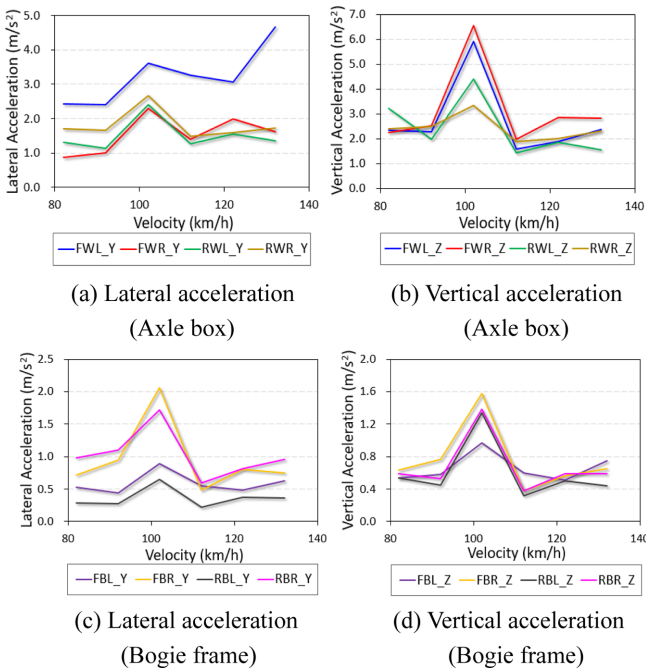 Lateral Acceleration (m/s²)
5.0
4.0
3.0
2.0
1.0
0.0
80 100 120 140
Velocity (km/h)
FWL_Y FWR_Y RWL_Y RWR_Y
(a) Lateral acceleration
(Axle box)
Vertical Acceleration (m/s²)
7.0
6.0
5.0
4.0
3.0
2.0
1.0
0.0
80 100 120 140
Velocity (km/h)
FWL_Z FWR_Z RWL_Z RWR_Z
(b) Vertical acceleration
(Axle box)
Lateral Acceleration (m/s²)
2.5
2.0
1.5
1.0
0.5
0.0
80 100 120 140
Velocity (km/h)
FBL_Y FBR_Y RBL_Y RBR_Y
(c) Lateral acceleration
(Bogie frame)
Vertical Acceleration (m/s²)
2.0
1.6
1.2
0.8
0.4
0.0
80 100 120 140
Velocity (km/h)
FBL_Z FBR_Z RBL_Z RBR_Z
(d) Vertical acceleration
(Bogie frame)